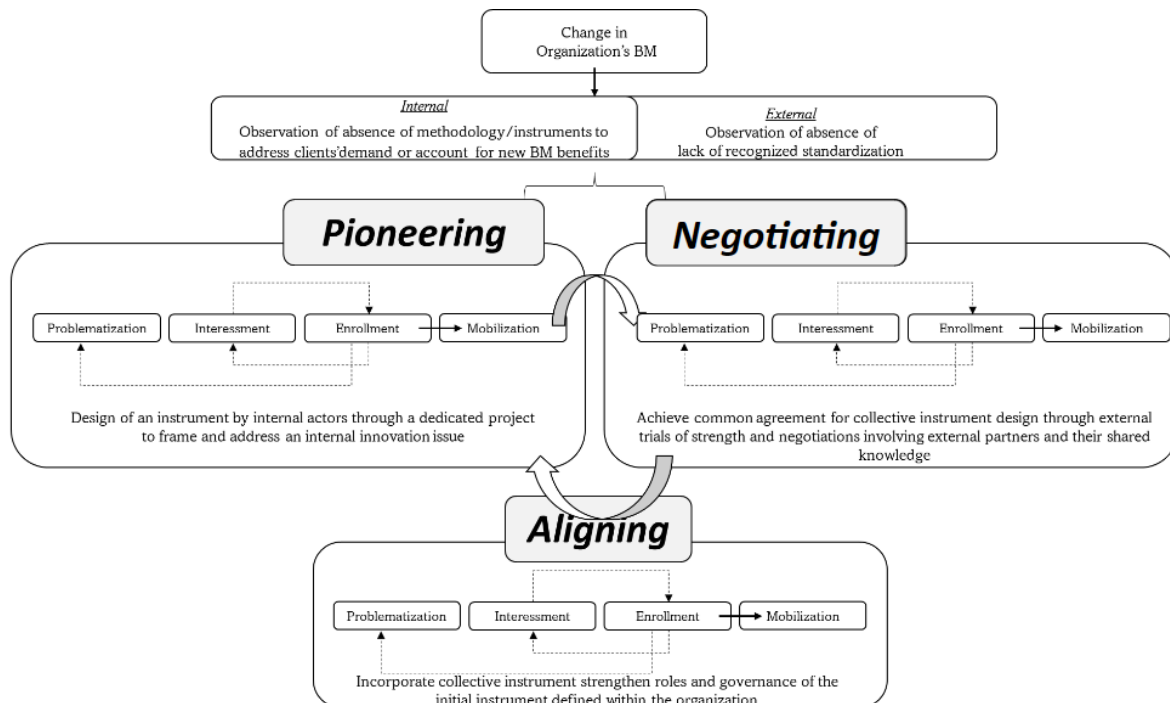 Change in
Organization's BM
Internal
Observation of absence of methodology/instruments to
address clients'demand or account for new BM benefits
External
Observation of absence of
lack of recognized standardization
Pioneering
Problematization
Interessment
Enrollment
Mobilization
Design of an instrument by internal actors through a dedicated project
to frame and address an internal innovation issue
Negotiating
Problematization
Interessment
Enrollment
Mobilization
Achieve common agreement for collective instrument design through external
trials of strength and negotiations involving external partners and their shared
knowledge
Aligning
Problematization
Interessment
Enrollment
Mobilization
Incorporate collective instrument strengthen roles and governance of the
initial instrument defined within the organization